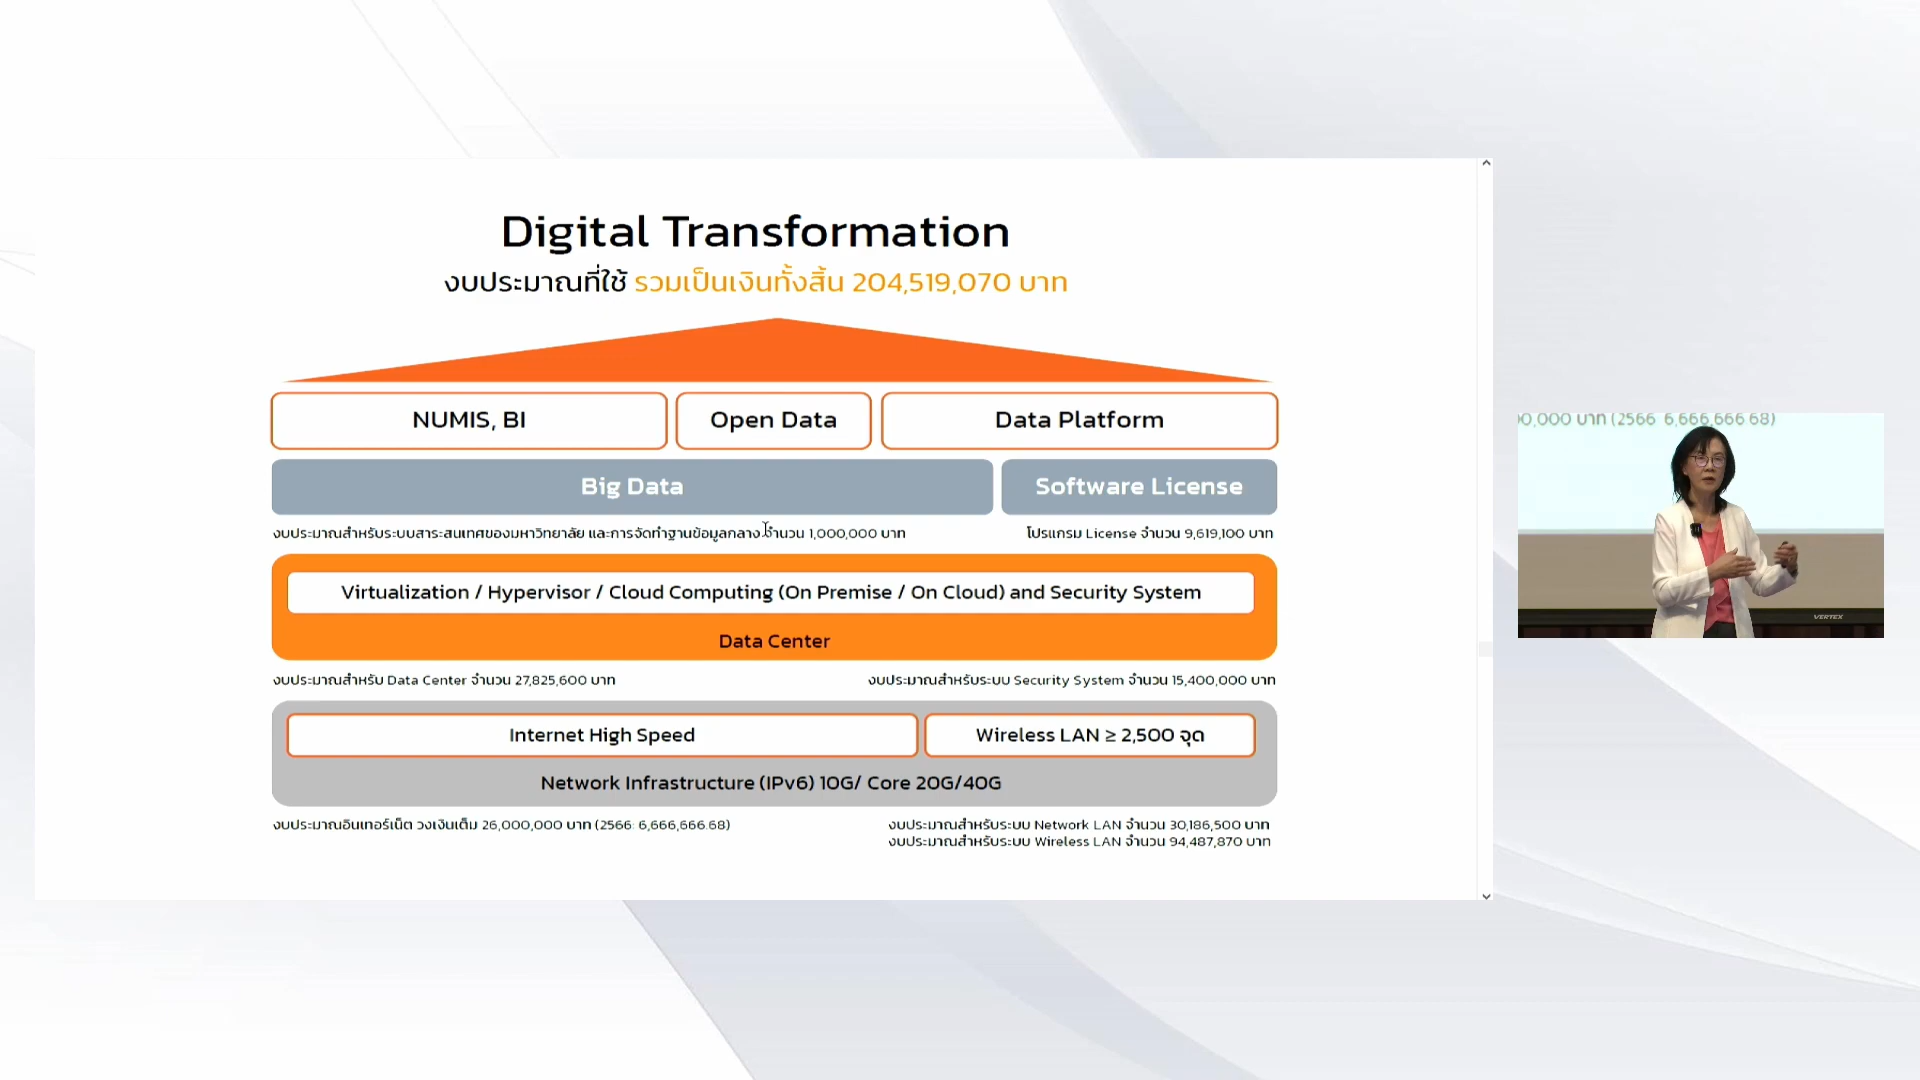 Digital Transformation
งบประมาณที่ใช้ รวมเป็นเงินทั้งสิ้น 204,519,070 บาท
NUMIS, BI
Open Data
Data Platform
Big Data
Software License
งบประมาณสำหรับระบบสาระสนเทศของมหาวิทยาลัย และการจัดทำฐานข้อมูลกลาง จำนวน 1,000,000 บาท
โปรแกรม License จำนวน 9,619,100 บาท
Virtualization / Hypervisor / Cloud Computing (On Premise / On Cloud) and Security System
Data Center
งบประมาณสำหรับ Data Center จำนวน 27,825,600 บาท
งบประมาณสำหรับระบบ Security System จำนวน 15,400,000 บาท
Internet High Speed
Wireless LAN ≥ 2,500 จุด
Network Infrastructure (IPv6) 10G/ Core 20G/40G
งบประมาณอินเทอร์เน็ต วงเงินเต็ม 26,000,000 บาท (2566: 6,666,666.68)
งบประมาณสำหรับระบบ Network LAN จำนวน 30,186,500 บาท
งบประมาณสำหรับระบบ Wireless LAN จำนวน 94,487,870 บาท
00,000 บาท (2566: 6,666,666.68)
VERTEX